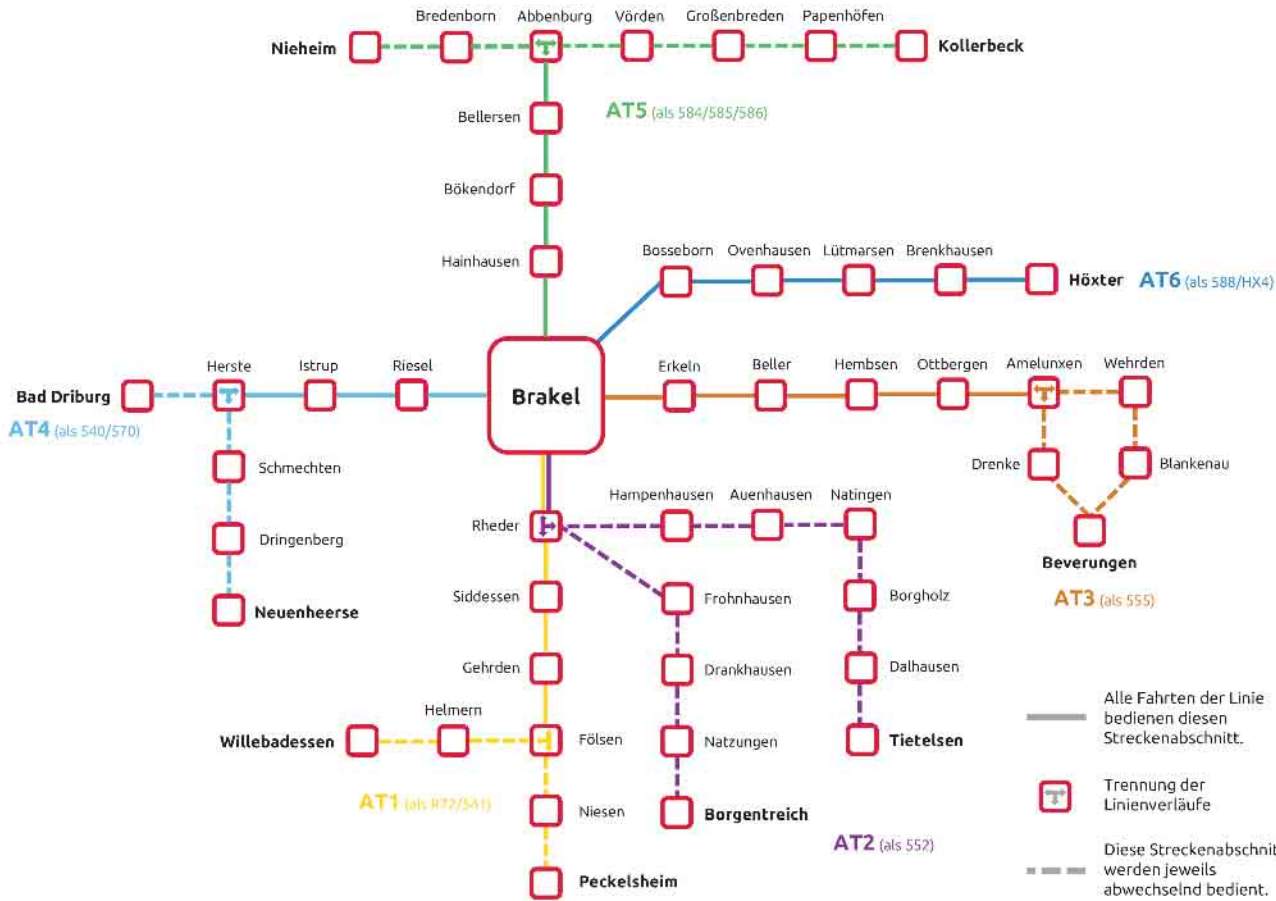 Bredenborn Abbenburg Vörden Großenbreden Papenhöfen
Nieheim Kollerbeck
AT5 (als 584/585/586)
Bellersen
Bökendorf
Hainhausen
Bosseborn Ovenhausen Lütmarsen Brenkhausen
Höxter AT6 (als 588/HX4)
Herste Istrup Riesel
Erkeln Beller Hembsen Ottbergen Amelunxen Wehrden
Bad Driburg
Brakel
AT4 (als 540/570)
Schmechten
Drenke Blankenau
Hampenhausen Auenhausen Natingen
Rheder
Dringenberg
Beverungen
Siddessen Frohnhausen Borgholz
AT3 (als 555)
Neuenheerse
Gehrden Drankhausen Dalhausen
Alle Fahrten der Linie
bedienen diesen
Streckenabschnitt.
Helmern
Willebadessen Fölsen Natzungen Tietelsen
Trennung der
Linienverläufe
AT1 (als R72/541)
Niesen Borgentreich
AT2 (als 552)
Diese Streckenabschnit
werden jeweils
abwechselnd bedient.
Peckelsheim